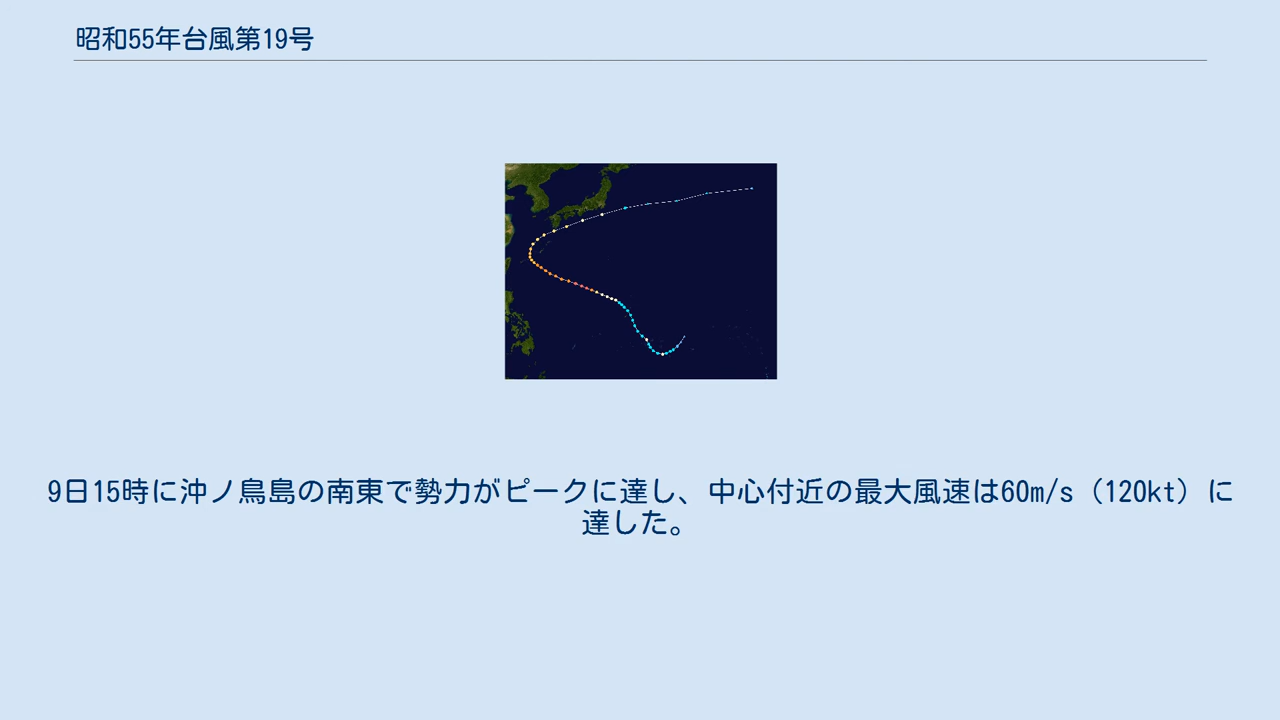 昭和55年台風第19号
9日15時に沖ノ鳥島の南東で勢力がピークに達し、中心付近の最大風速は60m/s（120kt）に
達した。